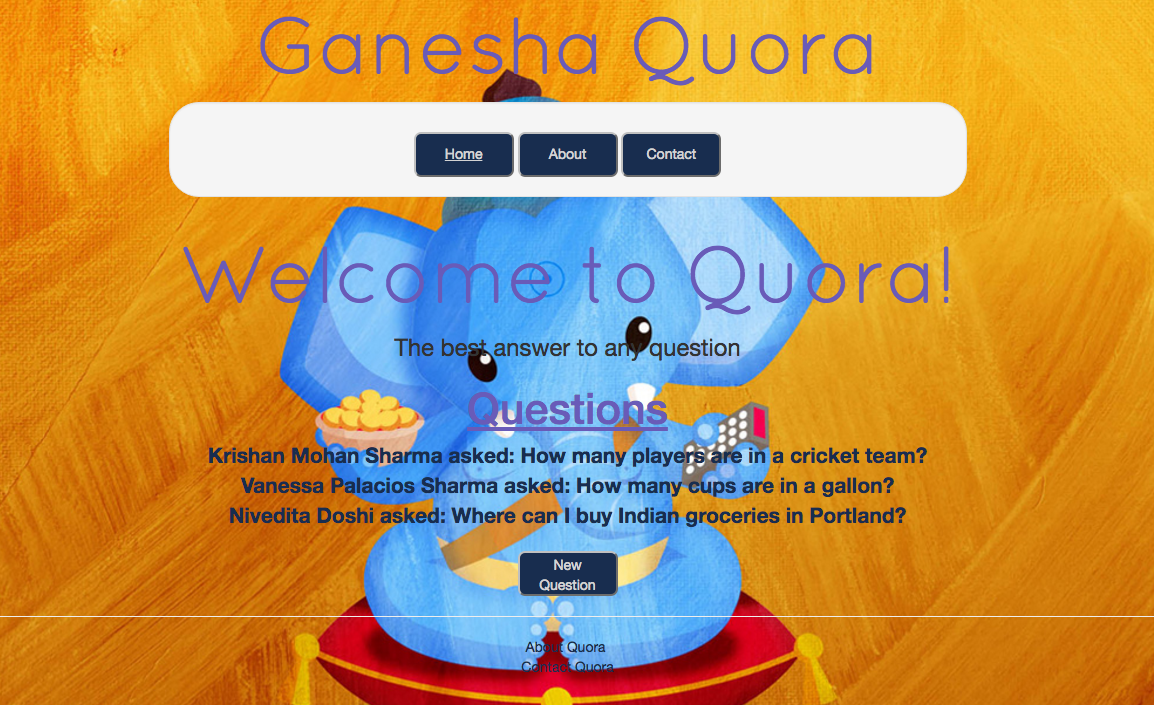 Ganesha Quora
Home About Contact
Welcome to Quora!
The best answer to any question
Questions
Krishan Mohan Sharma asked: How many players are in a cricket team?
Vanessa Palacios Sharma asked: How many cups are in a gallon?
Nivedita Doshi asked: Where can I buy Indian groceries in Portland?
New
Question
About Quora
Contact Quora